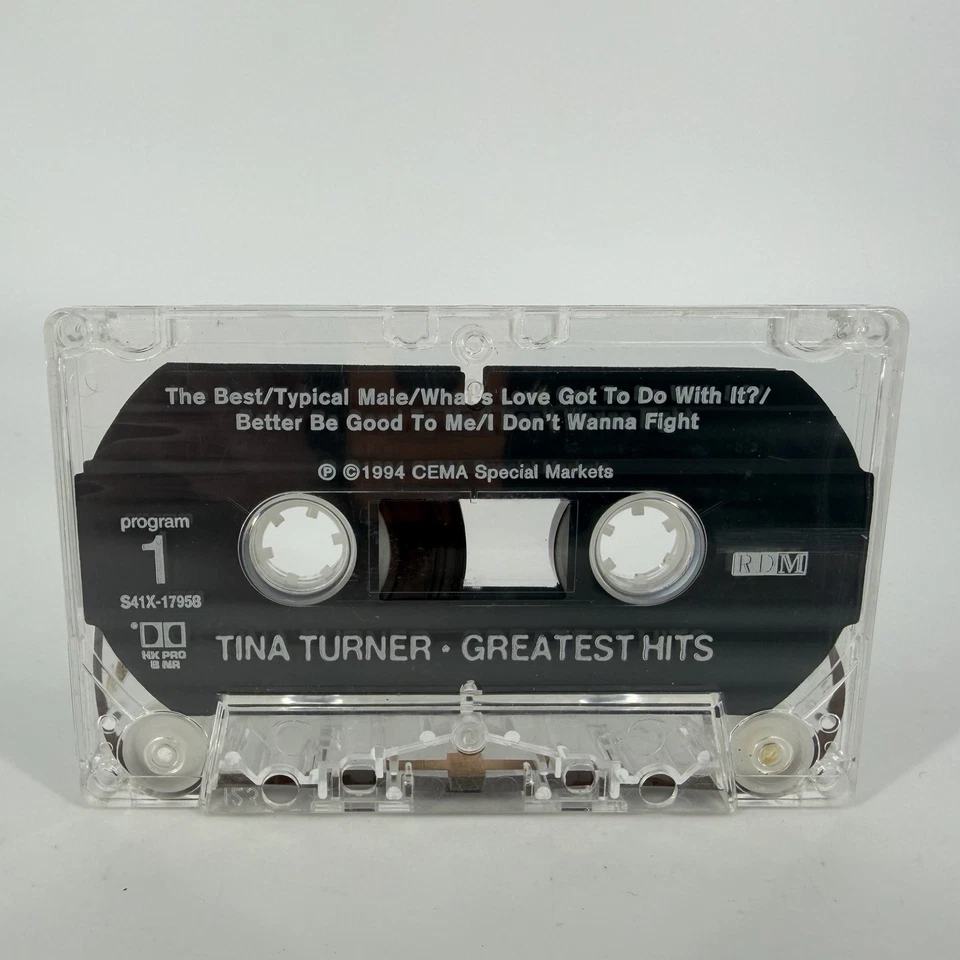 The Best/Typical Male/What's Love Got To Do With It?/
Better Be Good To Me/I Don't Wanna Fight
℗ ©1994 CEMA Special Markets
program
1
S41X-17958
HX PRO
B NR
RDM
TINA TURNER · GREATEST HITS